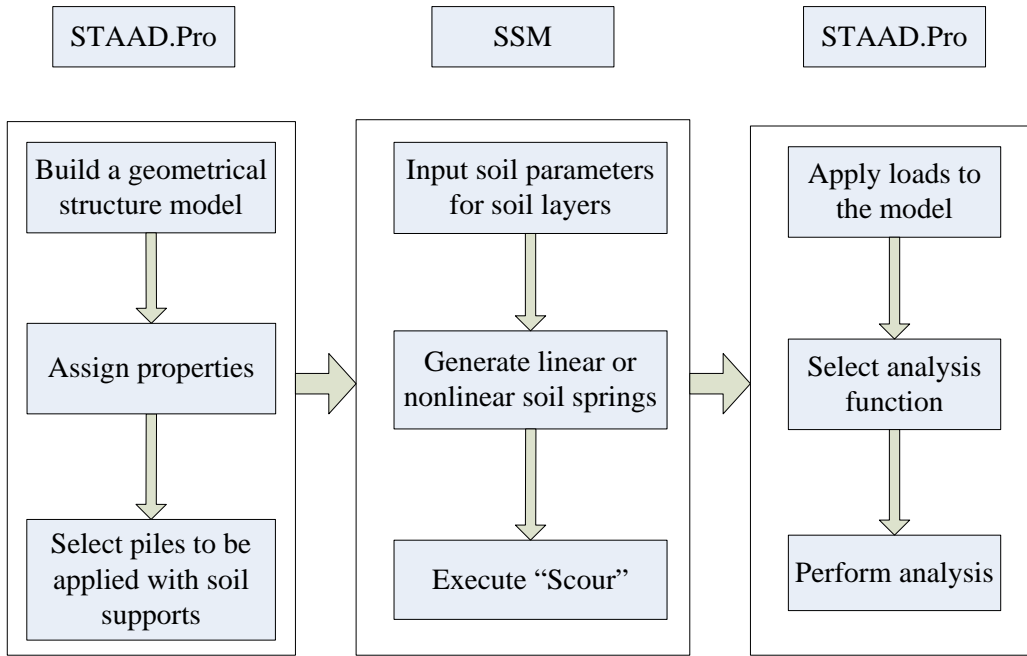 STAAD.Pro
SSM
STAAD.Pro
Build a geometrical
structure model
Assign properties
Select piles to be
applied with soil
supports
Input soil parameters
for soil layers
Generate linear or
nonlinear soil springs
Execute “Scour”
Apply loads to
the model
Select analysis
function
Perform analysis